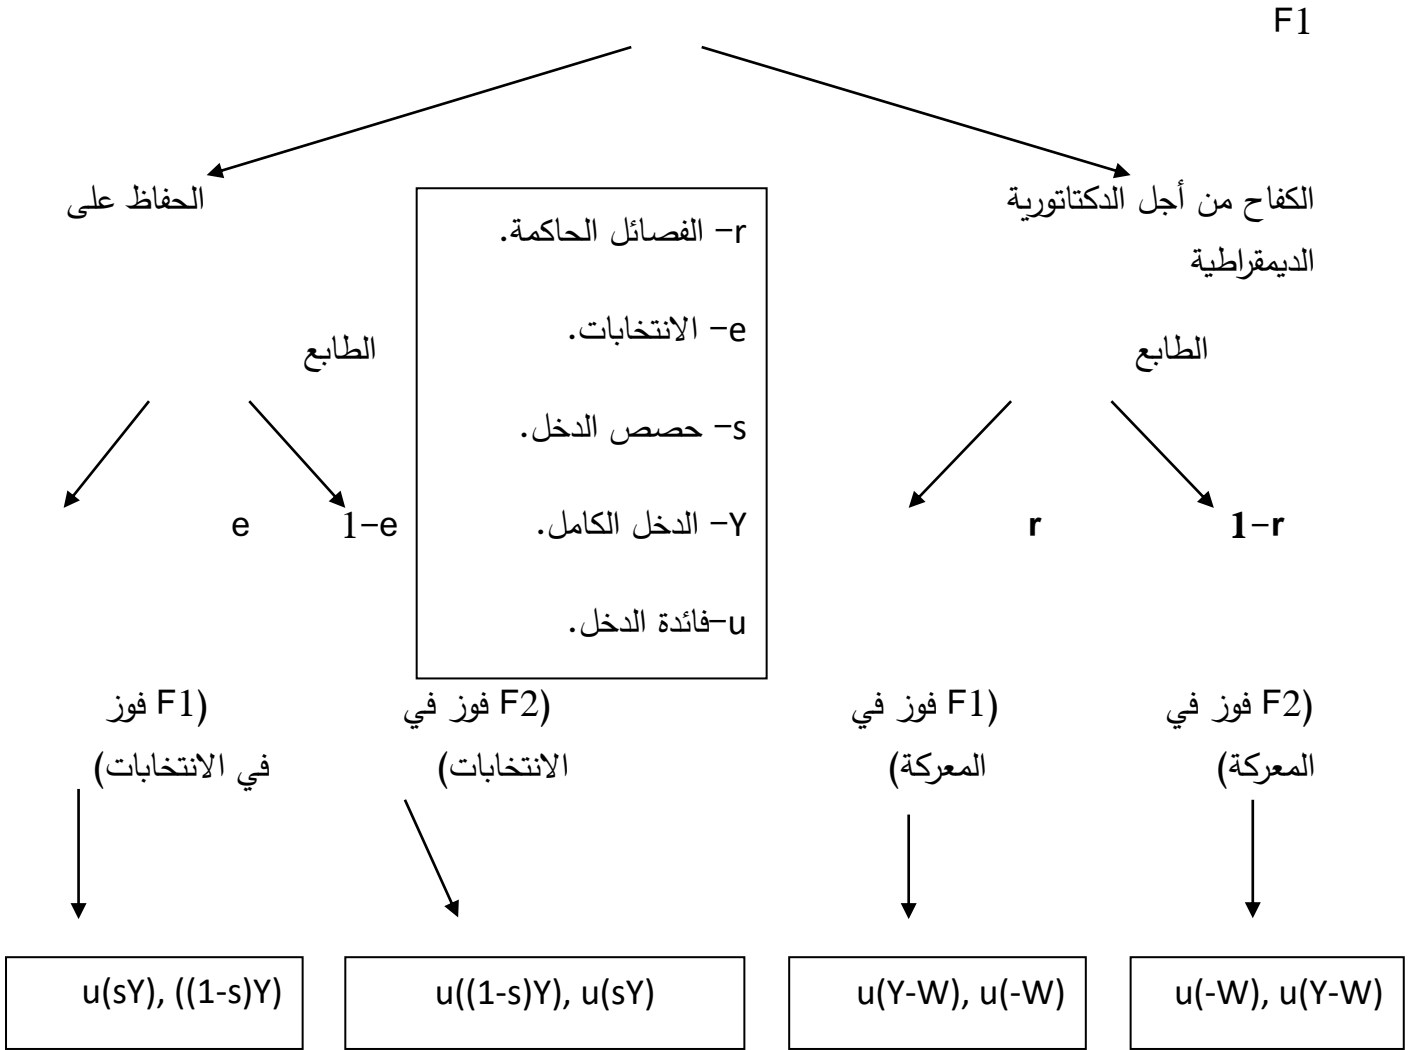 F1
الكفاح من أجل الدكتاتورية
الحفاظ على
الديمقراطية
r– الفصائل الحاكمة.
e– الانتخابات.
s– حصص الدخل.
Y– الدخل الكامل.
u–فائدة الدخل.
الطابع
الطابع
1–r
r
1–e
e
(F2 فوز في
المعركة)
(F1 فوز في
المعركة)
(F2 فوز في
الانتخابات)
(F1 فوز
في الانتخابات)
u(-W), u(Y-W)
u(Y-W), u(-W)
u((1-s)Y), u(sY)
u(sY), ((1-s)Y)